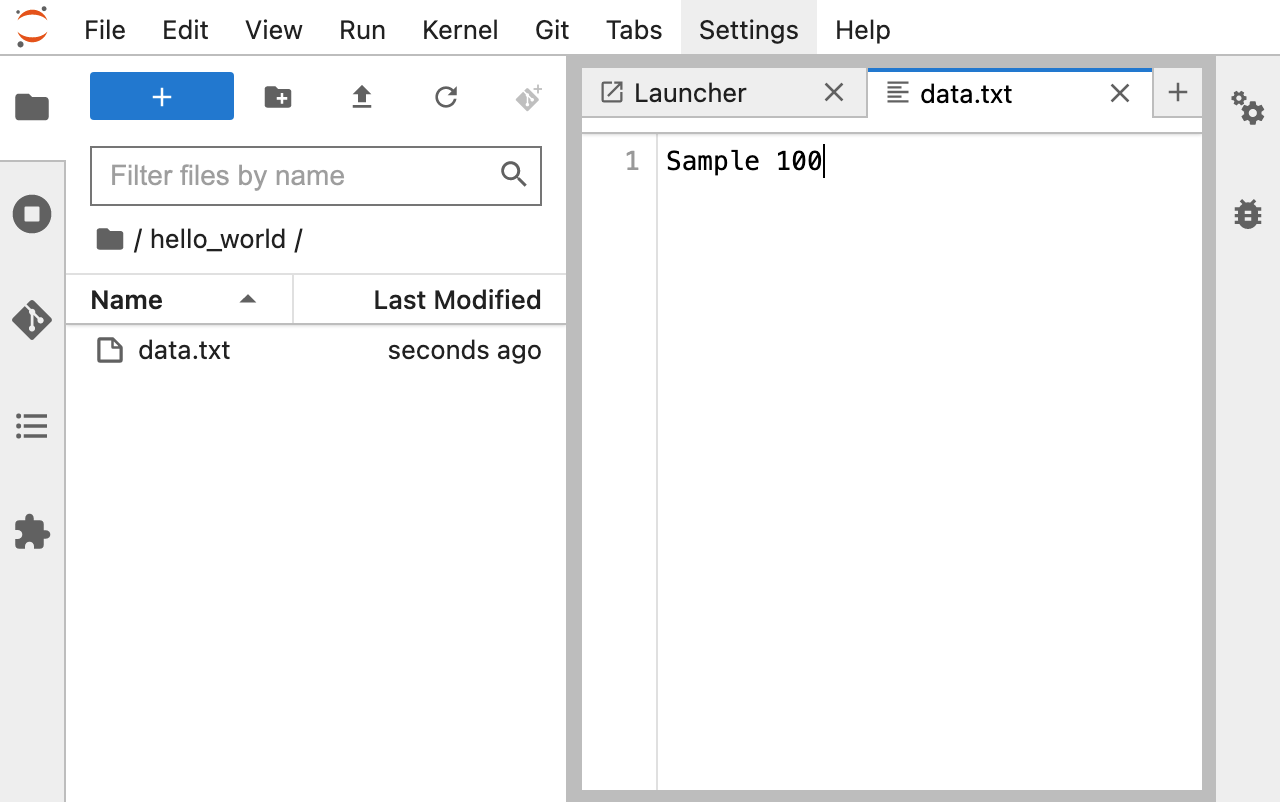 File Edit View Run Kernel Git Tabs Settings Help
Launcher
data.txt
Filter files by name
/ hello_world /
Name Last Modified
data.txt seconds ago
1 Sample 100